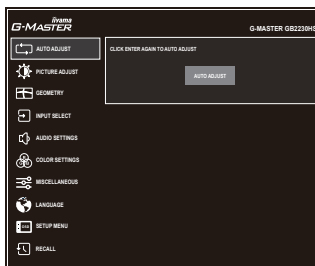 iiyama
G-MASTER
G-MASTER GB2230HS
AUTO ADJUST
CLICK ENTER AGAIN TO AUTO ADJUST
AUTO ADJUST
PICTURE ADJUST
GEOMETRY
INPUT SELECT
AUDIO SETTINGS
COLOR SETTINGS
MISCELLANEOUS
LANGUAGE
SETUP MENU
RECALL